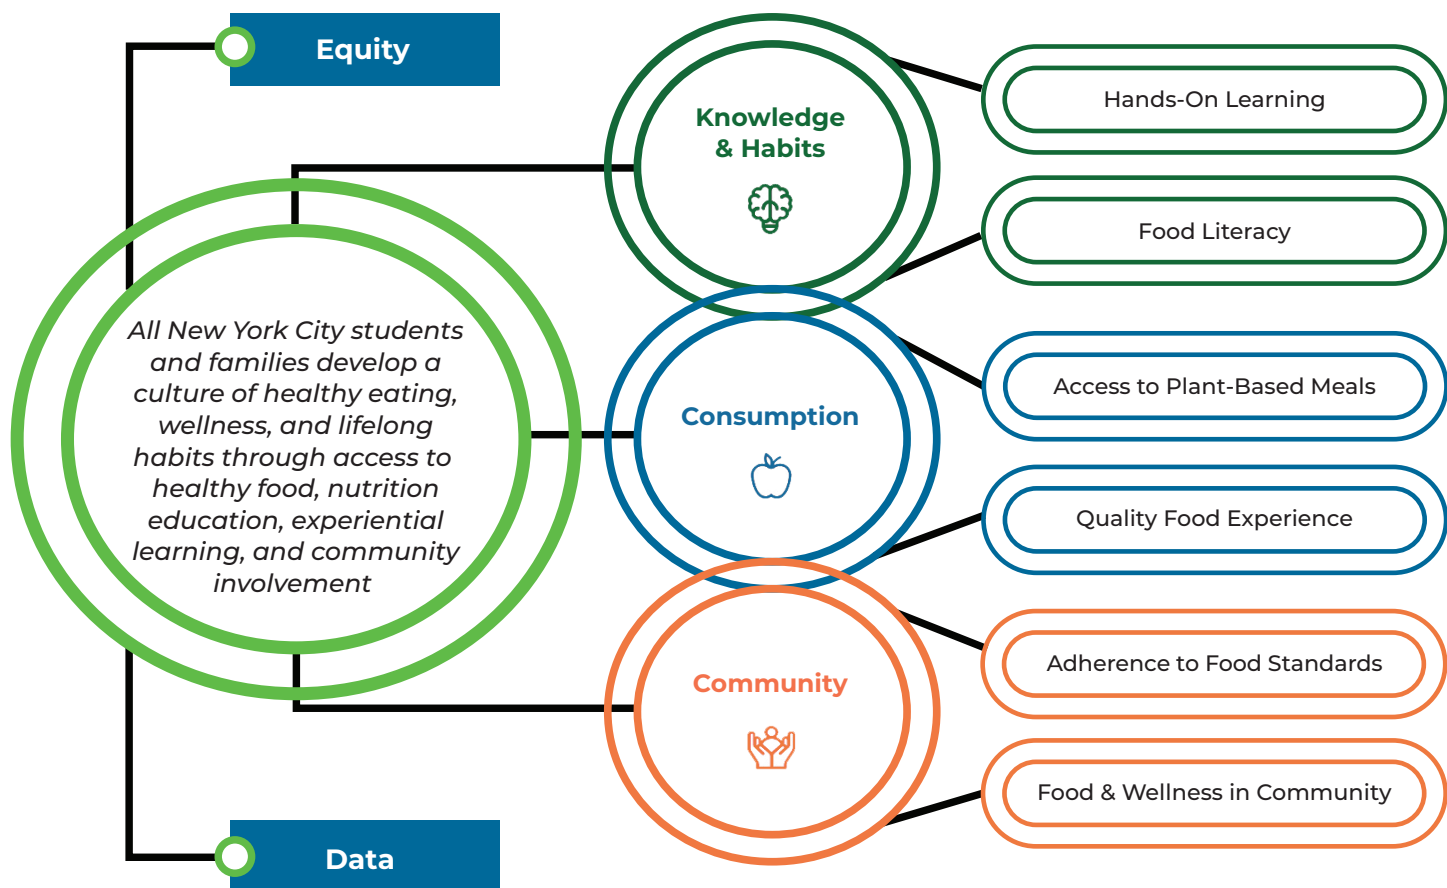 Equity
All New York City students
and families develop a
culture of healthy eating,
wellness, and lifelong
habits through access to
healthy food, nutrition
education, experiential
learning, and community
involvement
Data
Knowledge
& Habits
Hands-On Learning
Food Literacy
Consumption
Access to Plant-Based Meals
Quality Food Experience
Community
Adherence to Food Standards
Food & Wellness in Community